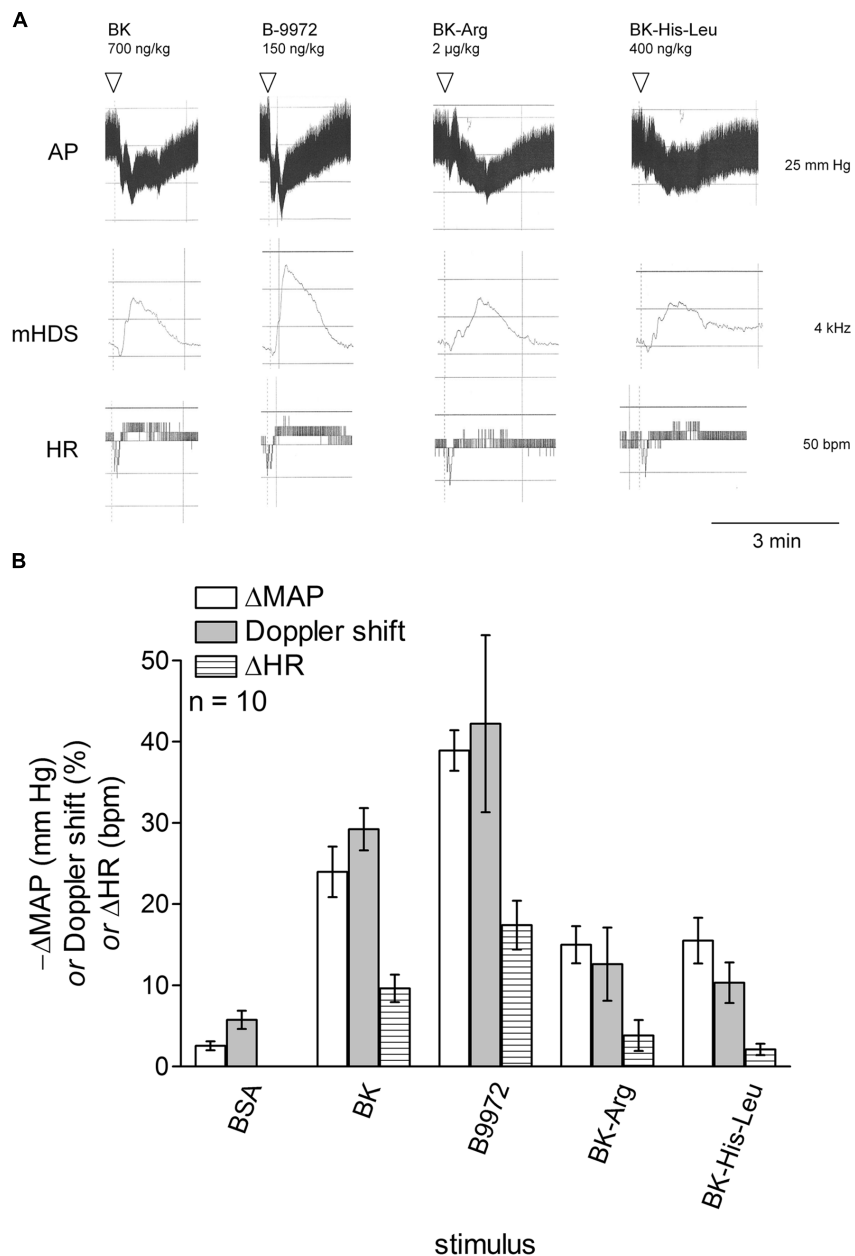 A
BK
700 ng/kg
B-9972
150 ng/kg
BK-Arg
2 µg/kg
BK-His-Leu
400 ng/kg
AP
25 mm Hg
mHDS
4 kHz
HR
50 bpm
3 min
B
ΔMAP
Doppler shift
ΔHR
n = 10
−ΔMAP (mm Hg)
or Doppler shift (%)
or ΔHR (bpm)
50
40
30
20
10
0
BSA
BK
B9972
BK-Arg
BK-His-Leu
stimulus